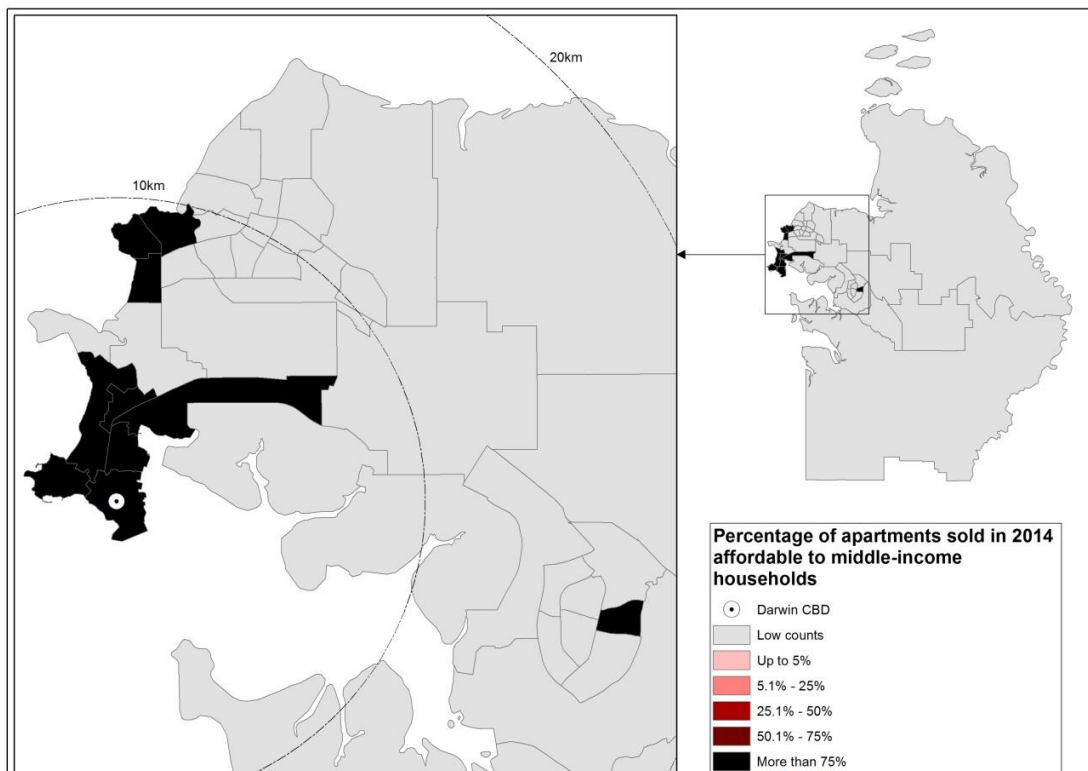 20km
10km
Percentage of apartments sold in 2014
affordable to middle-income
households
Darwin CBD
Low counts
Up to 5%
5.1% - 25%
25.1% - 50%
50.1% - 75%
More than 75%